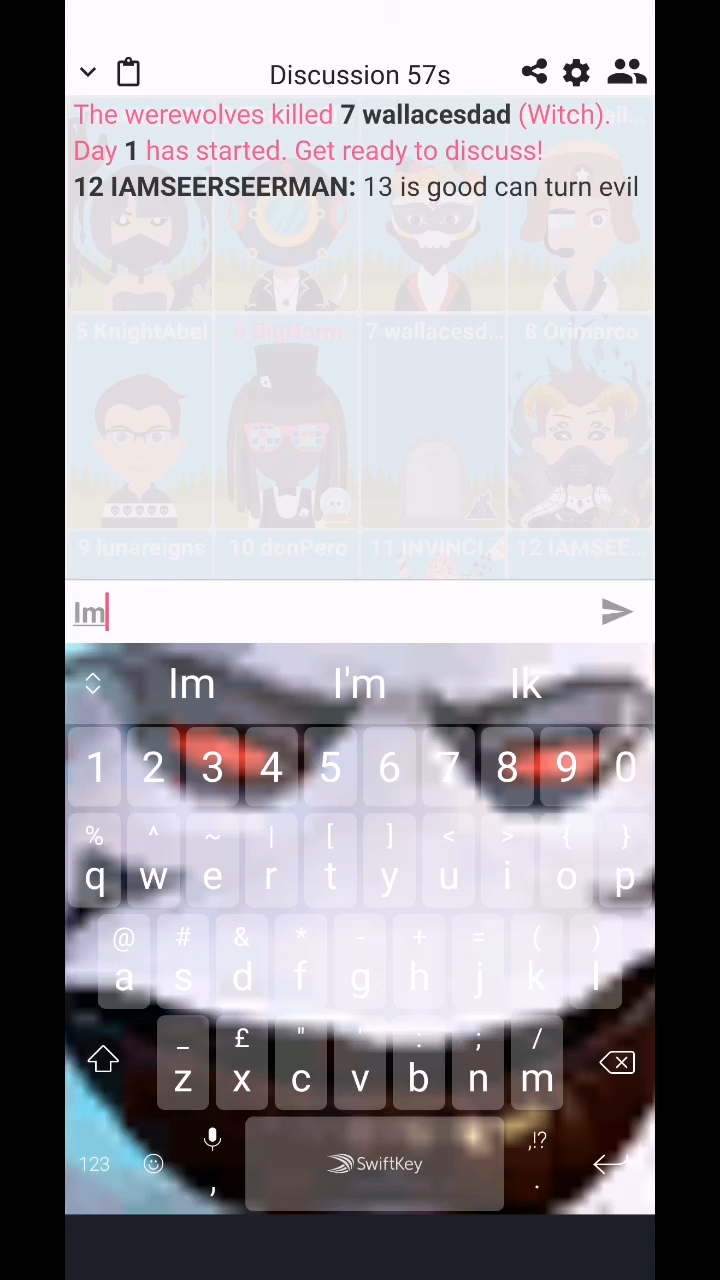 Discussion 57s
The werewolves killed 7 wallacesdad (Witch).
Day 1 has started. Get ready to discuss!
12 IAMSEERSEERMAN: 13 is good can turn evil
5 KnightAbel 6 BigNorm 7 wallacesd... 8 Orimarco
9 lunareigns 10 donPero 11 INVINCI... 12 IAMSEE...
Im
Im I'm Ik
1 2 3 4 5 6 7 8 9 0
% ^ ~ | [ ] < > { }
q w e r t y u i o p
@ # & * - + = ( )
a s d f g h j k l
_ £ " ' : ; /
z x c v b n m
,!?
123 , SwiftKey .